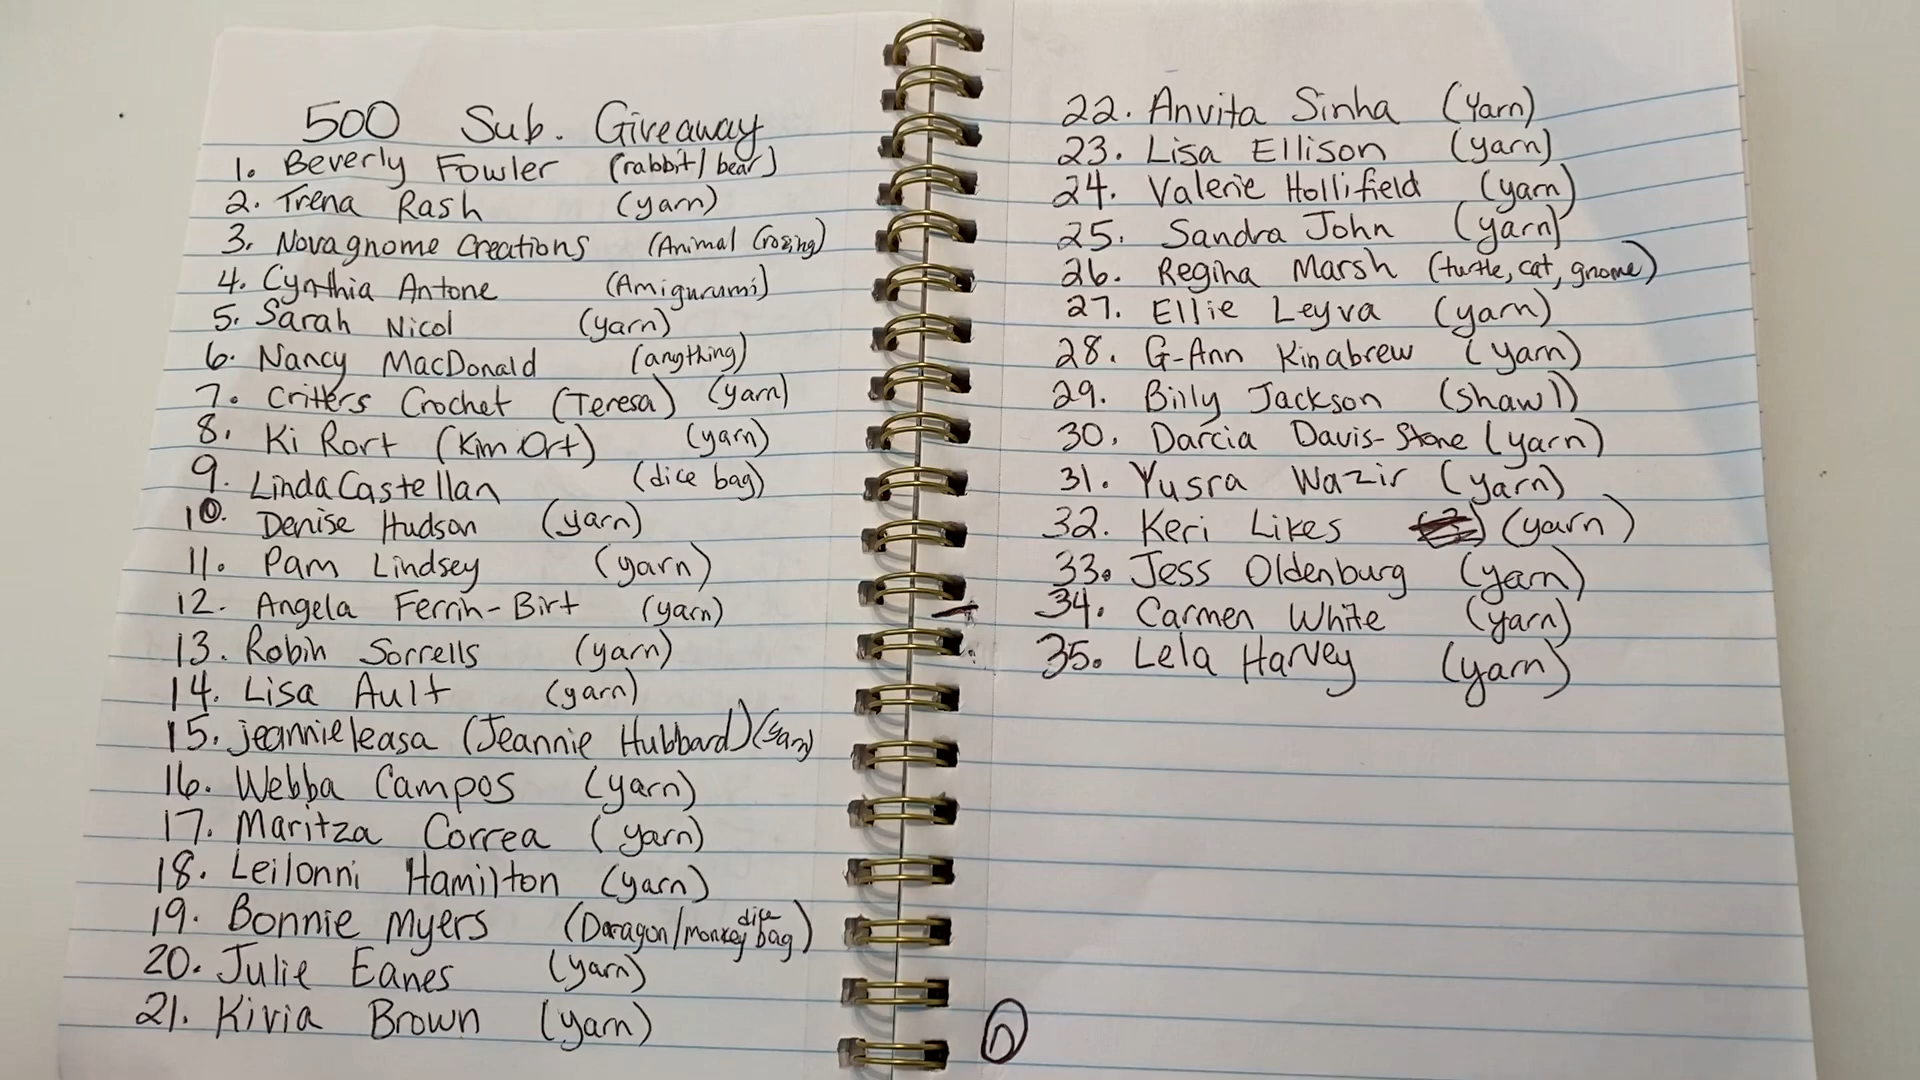 500 Sub. Giveaway
1. Beverly Fowler (rabbit/bear)
2. Trena Rash (yarn)
3. Novagnome Creations (Animal Crosing)
4. Cynthia Antone (Amigurumi)
5. Sarah Nicol (yarn)
6. Nancy MacDonald (anything)
7. Critters Crochet (Teresa) (yarn)
8. Ki Rort (Kim Ort) (yarn)
9. Linda Castellan (dice bag)
10. Denise Hudson (yarn)
11. Pam Lindsey (yarn)
12. Angela Ferrin-Birt (yarn)
13. Robin Sorrells (yarn)
14. Lisa Ault (yarn)
15. jeannieleasa (Jeannie Hubbard) (yarn)
16. Webba Campos (yarn)
17. Maritza Correa (yarn)
18. Leilonni Hamilton (yarn)
19. Bonnie Myers (Daragon/monkey dice bag)
20. Julie Eanes (yarn)
21. Kivia Brown (yarn)
22. Anvita Sinha (Yarn)
23. Lisa Ellison (yarn)
24. Valerie Hollifield (yarn)
25. Sandra John (yarn)
26. Regina Marsh (turtle, cat, gnome)
27. Ellie Leyva (yarn)
28. G-Ann Kinabrew (yarn)
29. Billy Jackson (shawl)
30. Darcia Davis-Stone (yarn)
31. Yusra Wazir (yarn)
32. Keri Likes (yarn)
33. Jess Oldenburg (yarn)
34. Carmen White (yarn)
35. Lela Harvey (yarn)